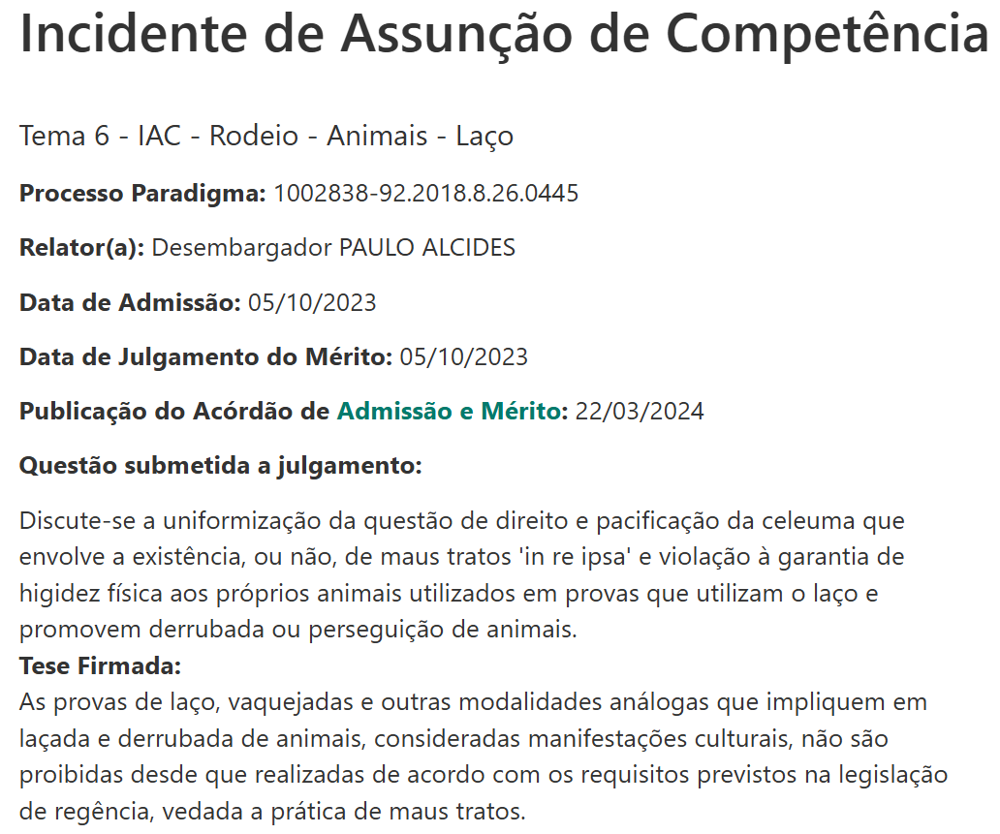 Incidente de Assunção de Competência
Tema 6 - IAC - Rodeio - Animais - Laço
Processo Paradigma: 1002838-92.2018.8.26.0445
Relator(a): Desembargador PAULO ALCIDES
Data de Admissão: 05/10/2023
Data de Julgamento do Mérito: 05/10/2023
Publicação do Acórdão de Admissão e Mérito: 22/03/2024
Questão submetida a julgamento:
Discute-se a uniformização da questão de direito e pacificação da celeuma que
envolve a existência, ou não, de maus tratos 'in re ipsa' e violação à garantia de
higidez física aos próprios animais utilizados em provas que utilizam o laço e
promovem derrubada ou perseguição de animais.
Tese Firmada:
As provas de laço, vaquejadas e outras modalidades análogas que impliquem em
laçada e derrubada de animais, consideradas manifestações culturais, não são
proibidas desde que realizadas de acordo com os requisitos previstos na legislação
de regência, vedada a prática de maus tratos.